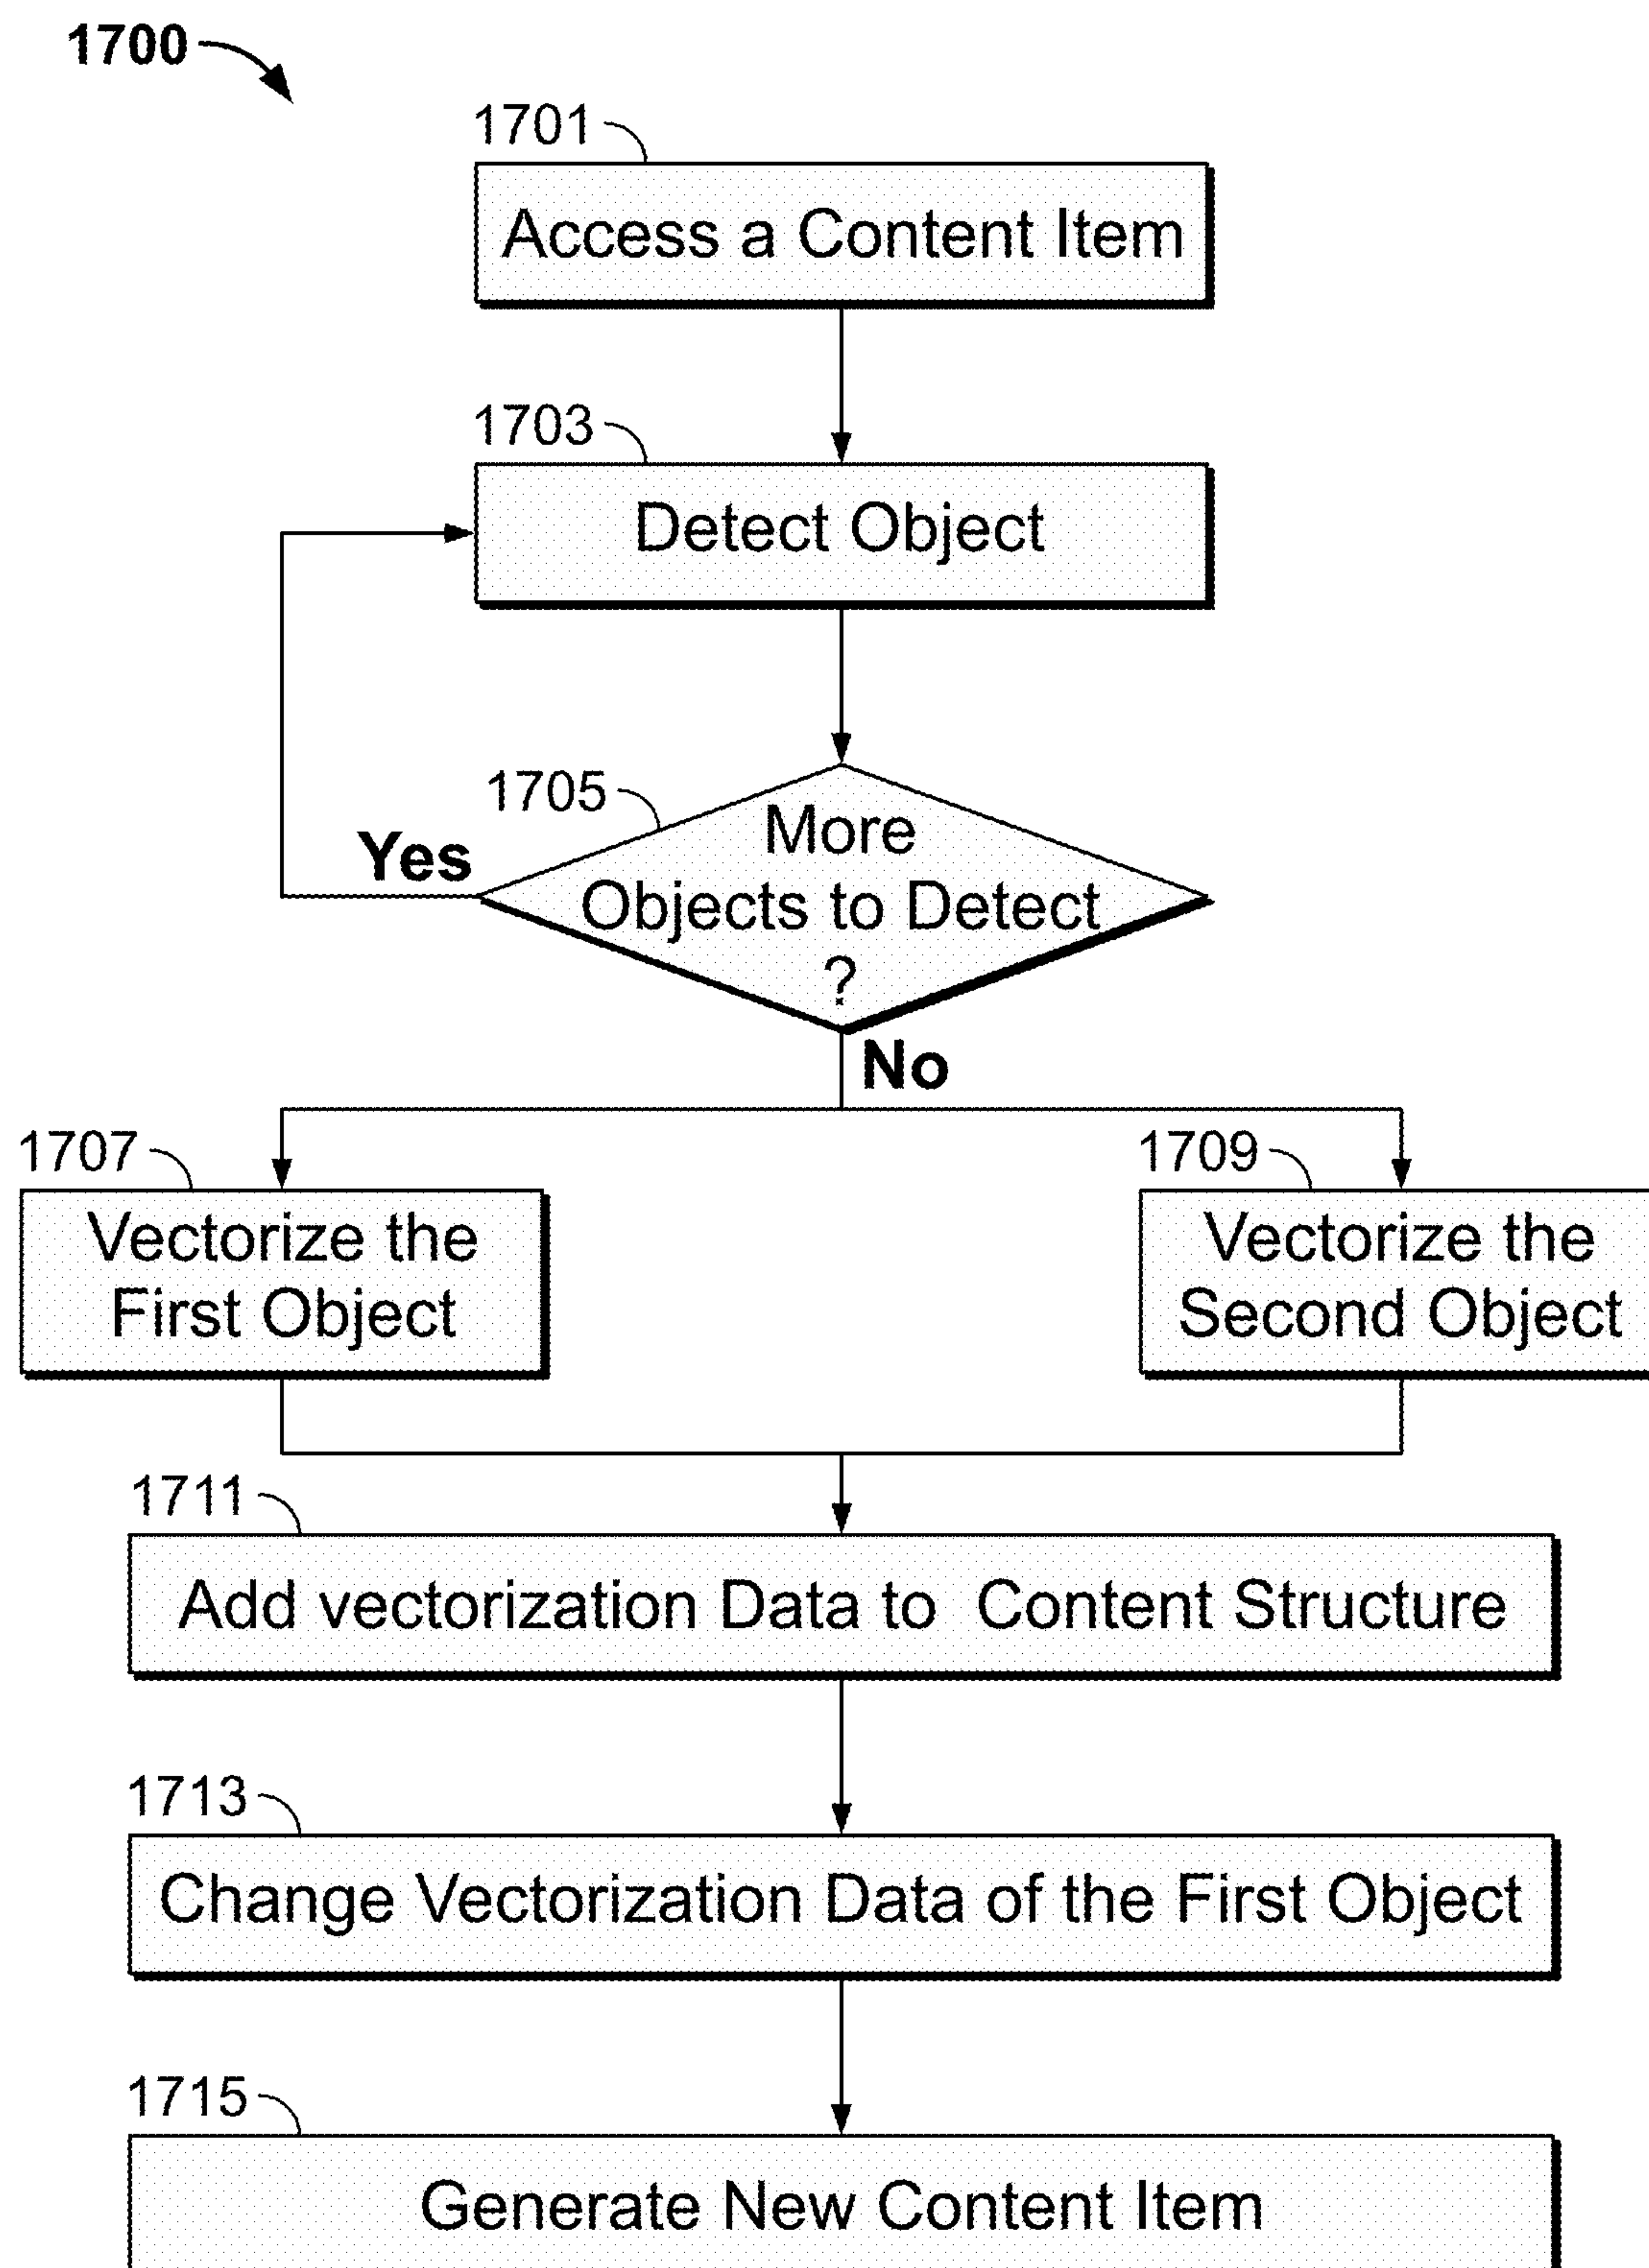 1700
1701
Access a Content Item
1703
Detect Object
1705
More
Objects to Detect
?
Yes
No
1707
Vectorize the
First Object
1709
Vectorize the
Second Object
1711
Add vectorization Data to  Content Structure
1713
Change Vectorization Data of the First Object
1715
Generate New Content Item